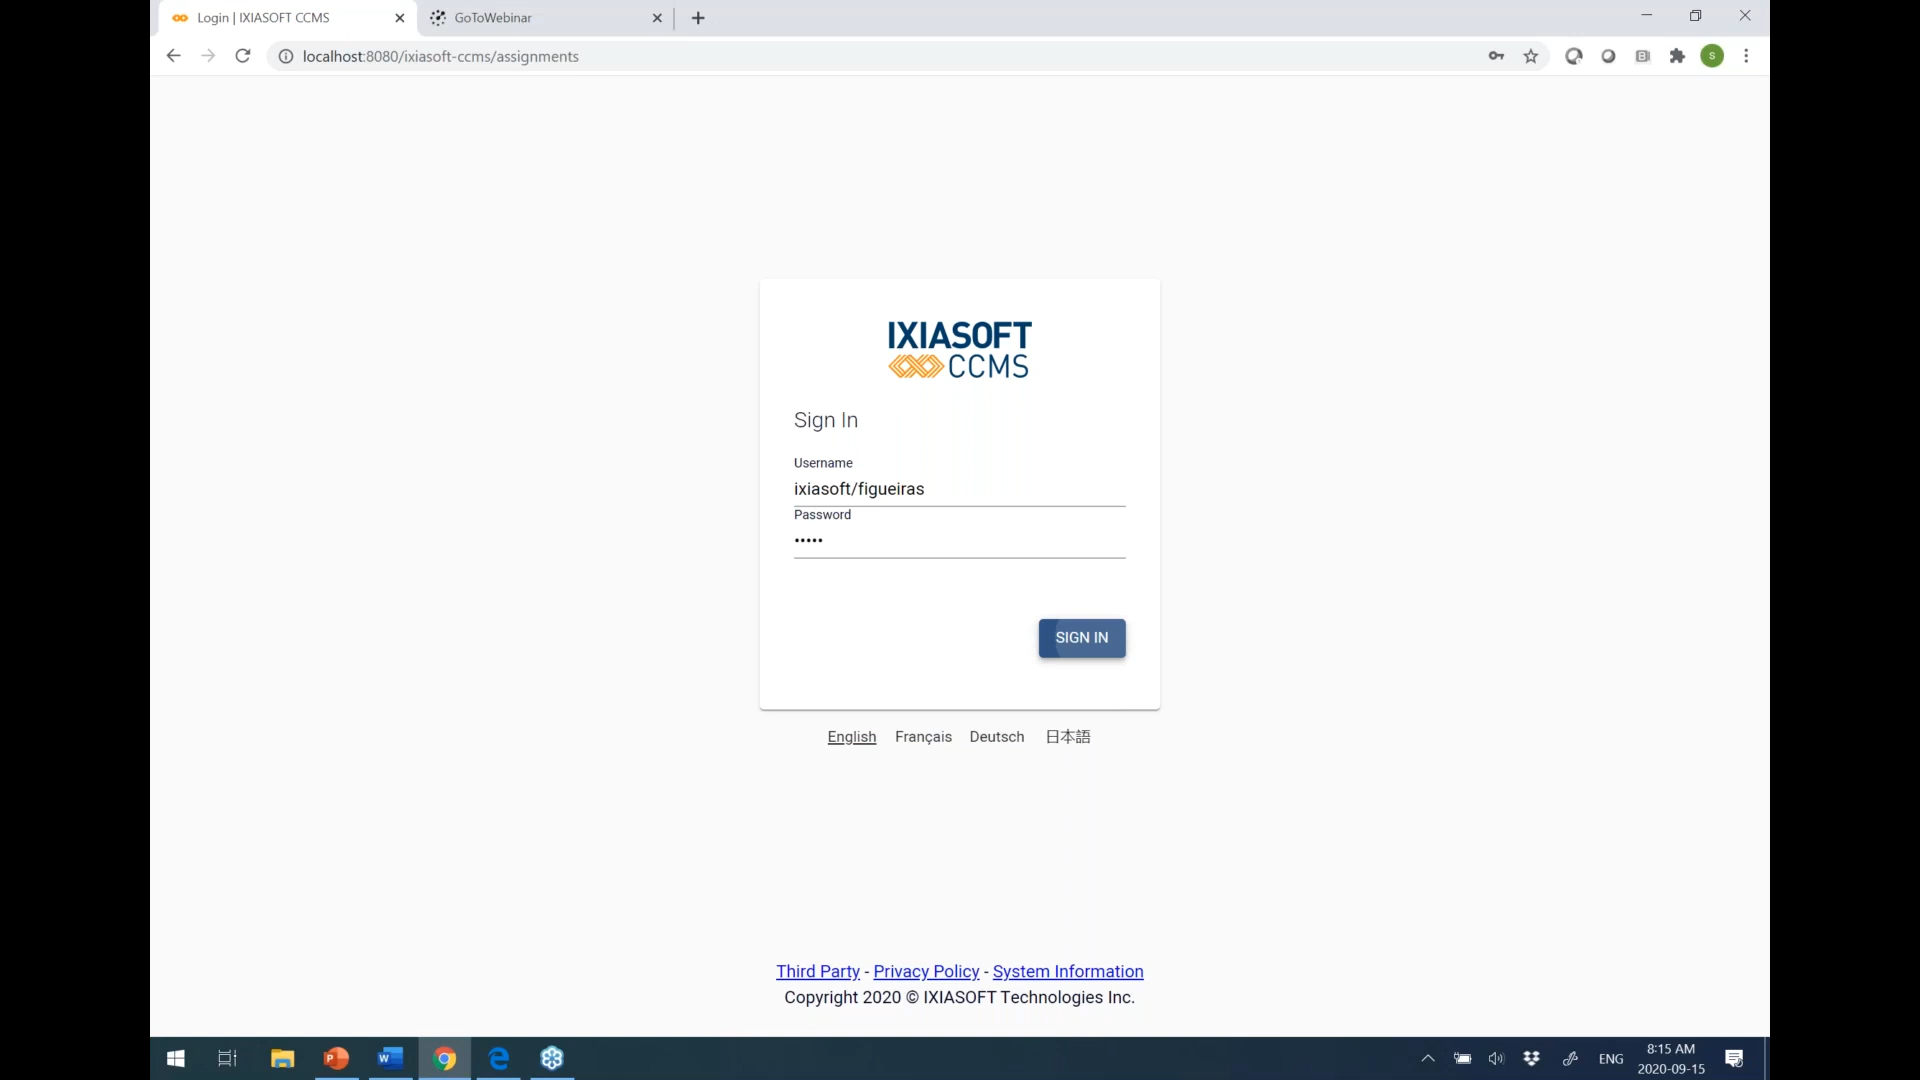 Login | IXIASOFT CCMS
GoToWebinar
localhost:8080/ixiasoft-ccms/assignments
S
IXIASOFT
CCMS
Sign In
Username
ixiasoft/figueiras
Password
•••••
SIGN IN
English Français Deutsch 日本語
Third Party - Privacy Policy - System Information
Copyright 2020 © IXIASOFT Technologies Inc.
ENG
8:15 AM
2020-09-15